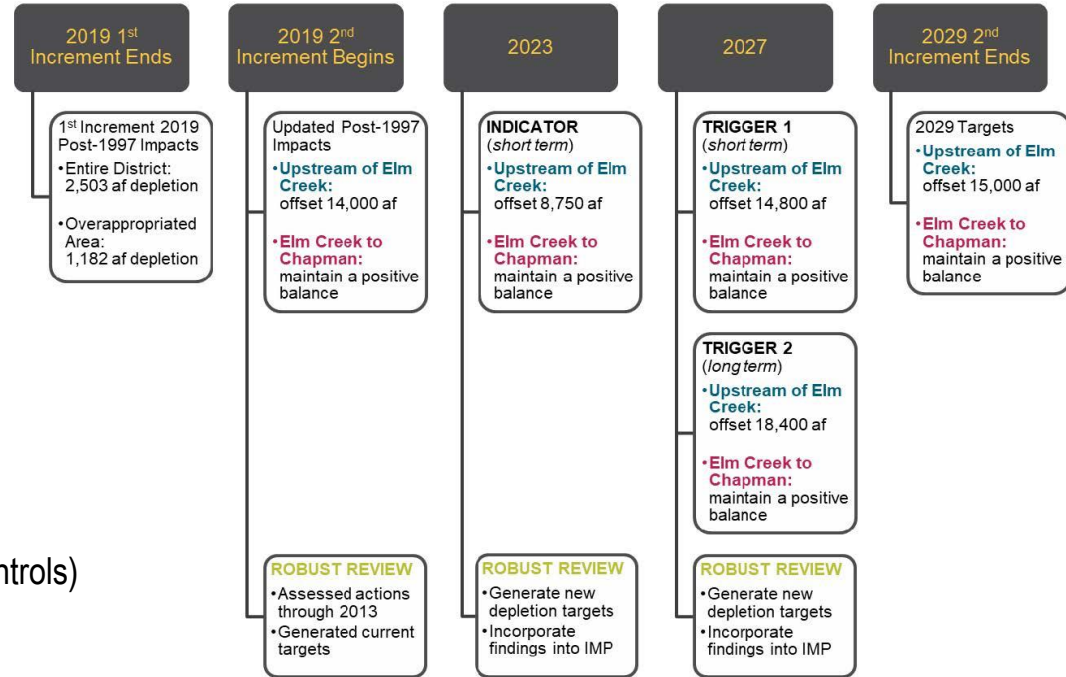 2019 1st
Increment Ends
1st Increment 2019
Post-1997 Impacts
•Entire District:
2,503 af depletion
•Overappropriated
Area:
1,182 af depletion
2019 2nd
Increment Begins
Updated Post-1997
Impacts
•Upstream of Elm
Creek:
offset 14,000 af
•Elm Creek to
Chapman:
maintain a positive
balance
ROBUST REVIEW
•Assessed actions
through 2013
•Generated current
targets
2023
INDICATOR
(short term)
•Upstream of Elm
Creek:
offset 8,750 af
•Elm Creek to
Chapman:
maintain a positive
balance
ROBUST REVIEW
•Generate new
depletion targets
•Incorporate
findings into IMP
2027
TRIGGER 1
(short term)
•Upstream of Elm
Creek:
offset 14,800 af
•Elm Creek to
Chapman:
maintain a positive
balance
TRIGGER 2
(long term)
•Upstream of Elm
Creek:
offset 18,400 af
•Elm Creek to
Chapman:
maintain a positive
balance
ROBUST REVIEW
•Generate new
depletion targets
•Incorporate
findings into IMP
2029 2nd
Increment Ends
2029 Targets
•Upstream of Elm
Creek:
offset 15,000 af
•Elm Creek to
Chapman:
maintain a positive
balance
ntrols)